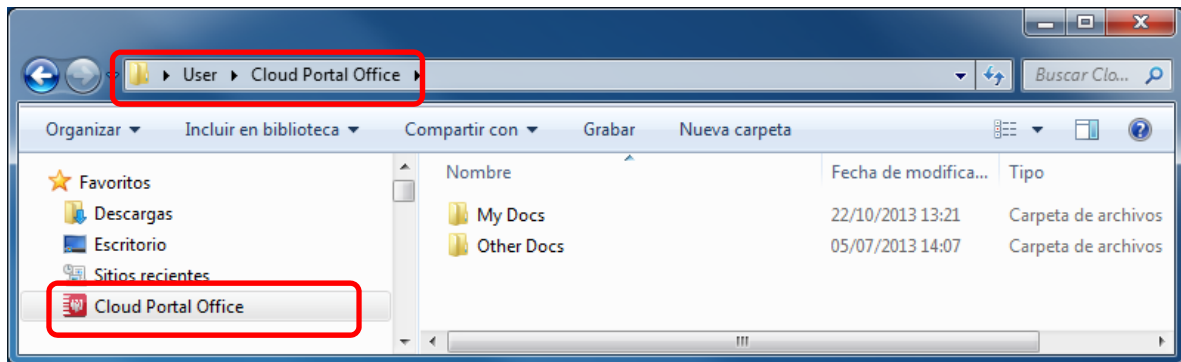 User Cloud Portal Office
Buscar Clo...
Organizar Incluir en biblioteca Compartir con Grabar Nueva carpeta
Favoritos
Descargas
Escritorio
Sitios recientes
Cloud Portal Office
Nombre Fecha de modifica... Tipo
My Docs 22/10/2013 13:21 Carpeta de archivos
Other Docs 05/07/2013 14:07 Carpeta de archivos